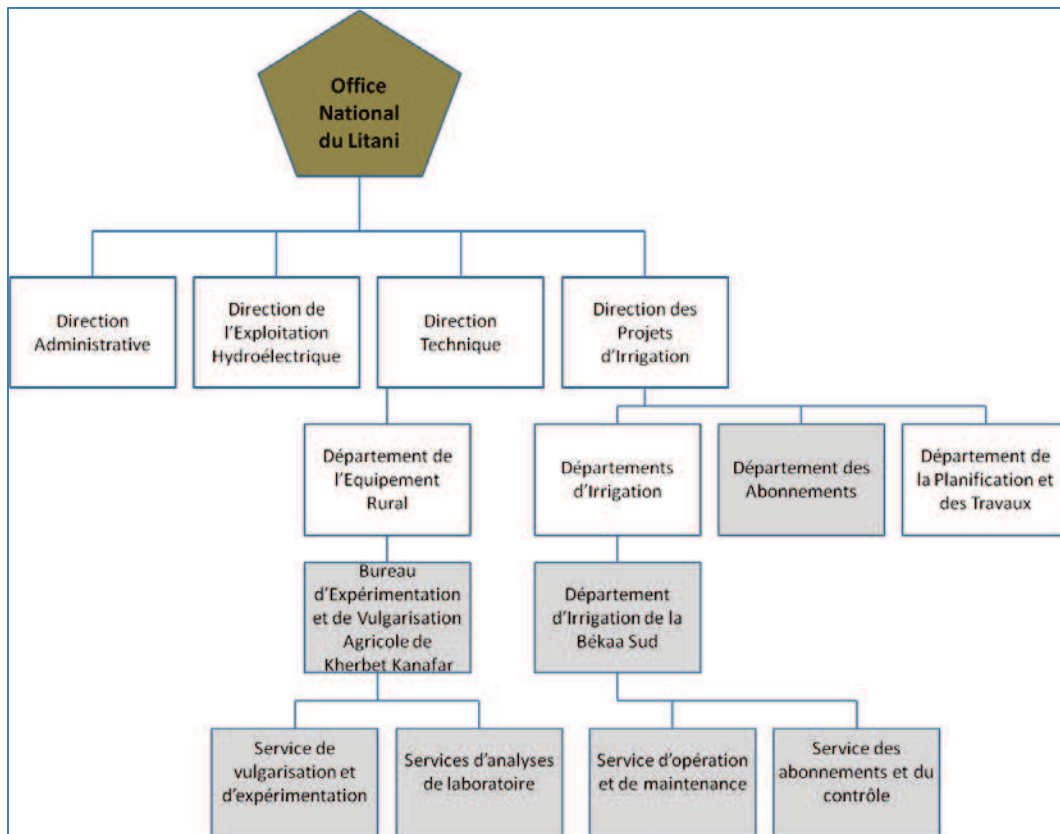 Office
National
du Litani
Direction
Administrative
Direction de
l'Exploitation
Hydroélectrique
Direction
Technique
Direction des
Projets
d'Irrigation
Département de
l'Equipement
Rural
Départements
d'Irrigation
Département des
Abonnements
Département de
la Planification et
des Travaux
Bureau
d'Expérimentation
et de Vulgarisation
Agricole de
Kherbet Kanafar
Département
d'Irrigation de la
Békaa Sud
Service de
vulgarisation et
d'expérimentation
Services d'analyses
de laboratoire
Service d'opération
et de maintenance
Service des
abonnements et du
contrôle